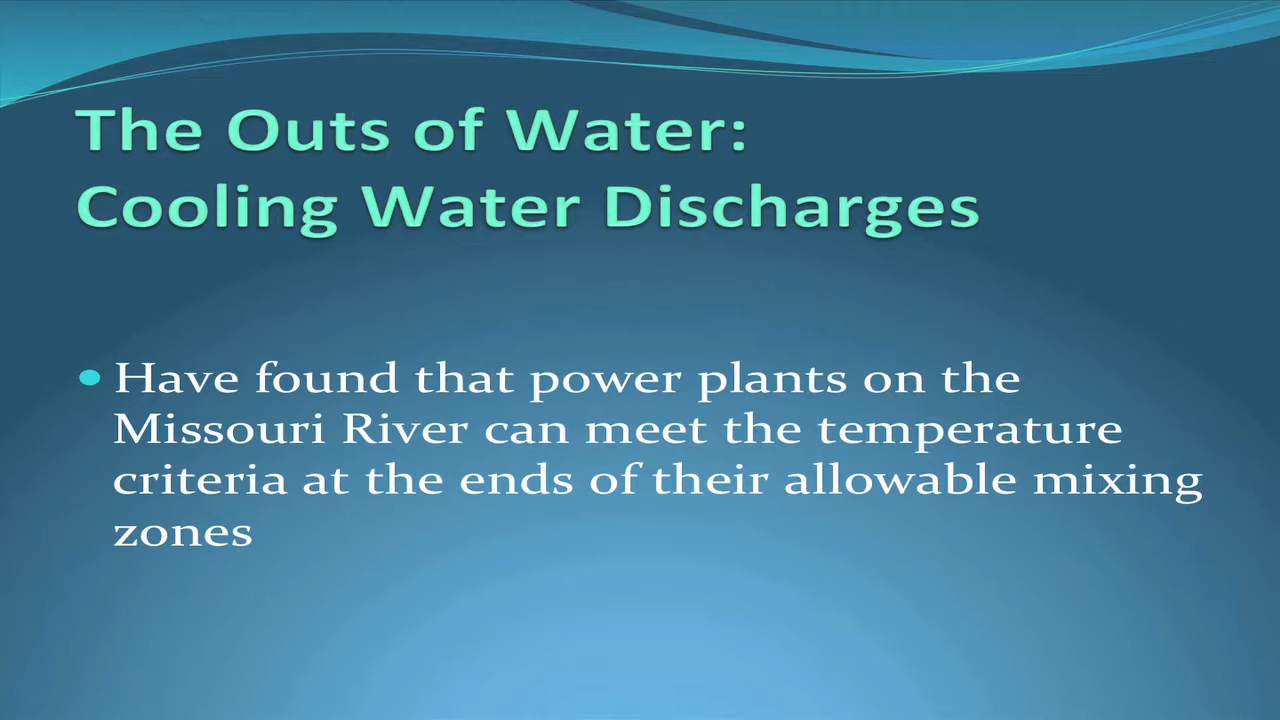 The Outs of Water:
Cooling Water Discharges
• Have found that power plants on the
Missouri River can meet the temperature
criteria at the ends of their allowable mixing
zones